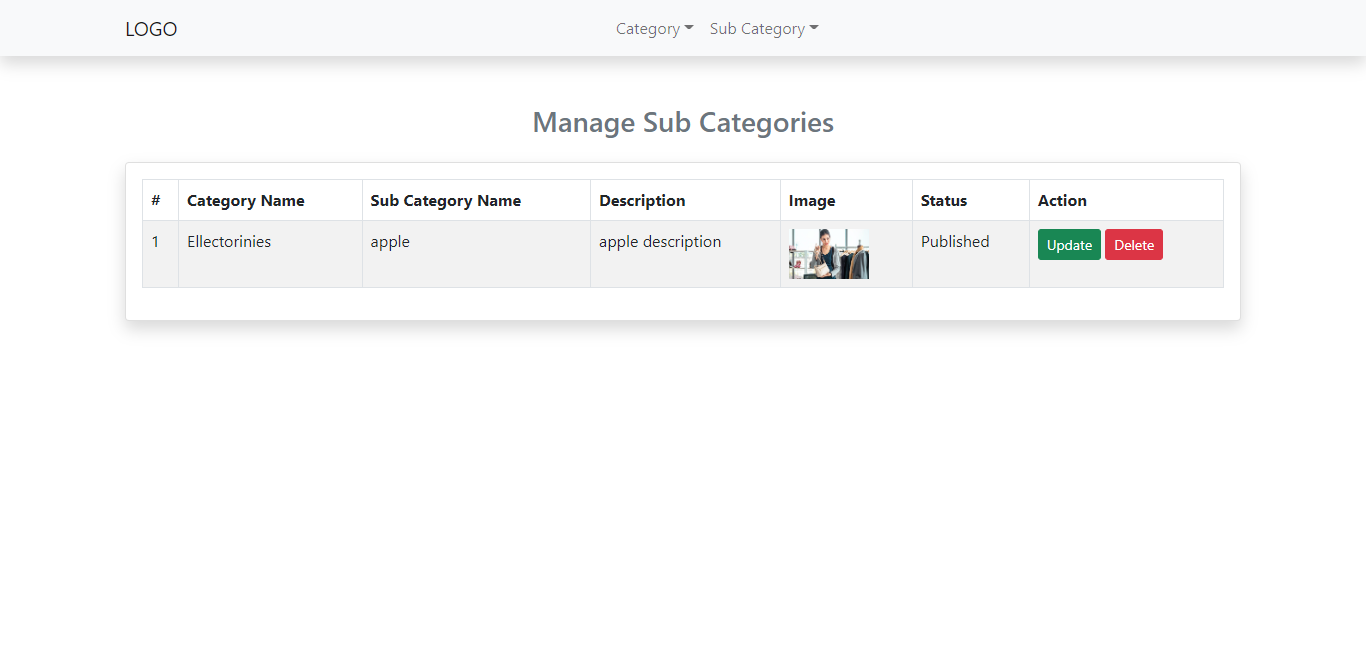 LOGO Category Sub Category
Manage Sub Categories
# Category Name Sub Category Name Description Image Status Action
1 Ellectorinies apple apple description Published Update Delete